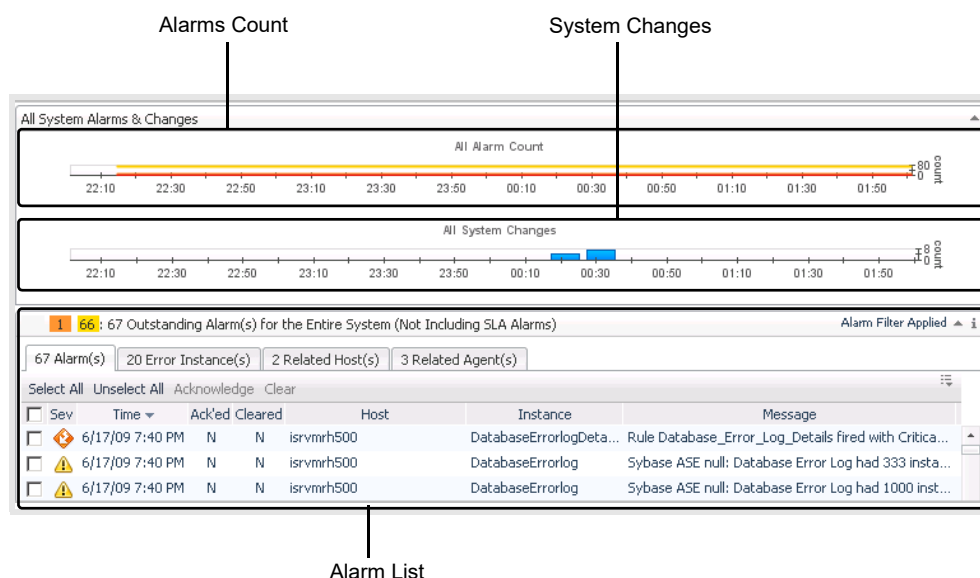 Alarms Count
System Changes
All System Alarms & Changes
All Alarm Count
80
0
count
22:10 22:30 22:50 23:10 23:30 23:50 00:10 00:30 00:50 01:10 01:30 01:50
All System Changes
8
0
count
22:10 22:30 22:50 23:10 23:30 23:50 00:10 00:30 00:50 01:10 01:30 01:50
1 66 : 67 Outstanding Alarm(s) for the Entire System (Not Including SLA Alarms) Alarm Filter Applied
67 Alarm(s) 20 Error Instance(s) 2 Related Host(s) 3 Related Agent(s)
Select All Unselect All Acknowledge Clear
Sev Time Ack'ed Cleared Host Instance Message
6/17/09 7:40 PM N N isrvmrh500 DatabaseErrorlogDeta... Rule Database_Error_Log_Details fired with Critica...
6/17/09 7:40 PM N N isrvmrh500 DatabaseErrorlog Sybase ASE null: Database Error Log had 333 insta...
6/17/09 7:40 PM N N isrvmrh500 DatabaseErrorlog Sybase ASE null: Database Error Log had 1000 inst...
Alarm List